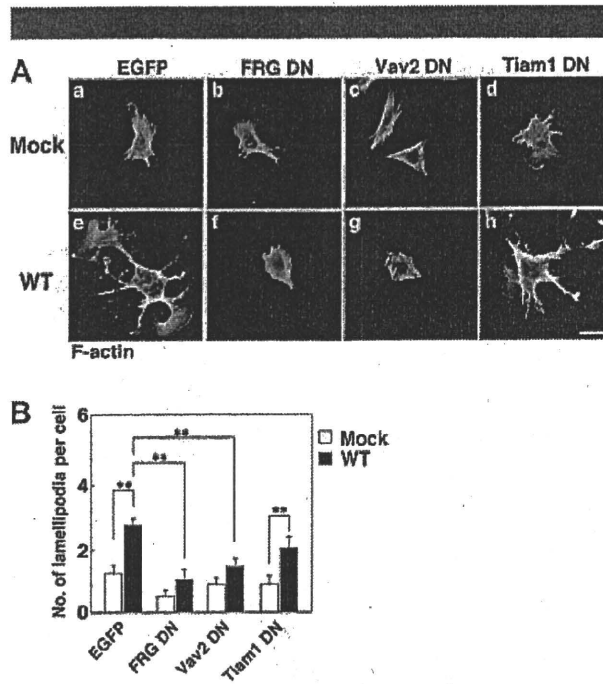 A
EGFP FRG DN Vav2 DN Tiam1 DN
Mock
a b c d
WT
e f g h
F-actin
B
No. of lamellipodia per cell
6
4
2
0
** ** ** **
Mock
WT
EGFP FRG DN Vav2 DN Tiam1 DN